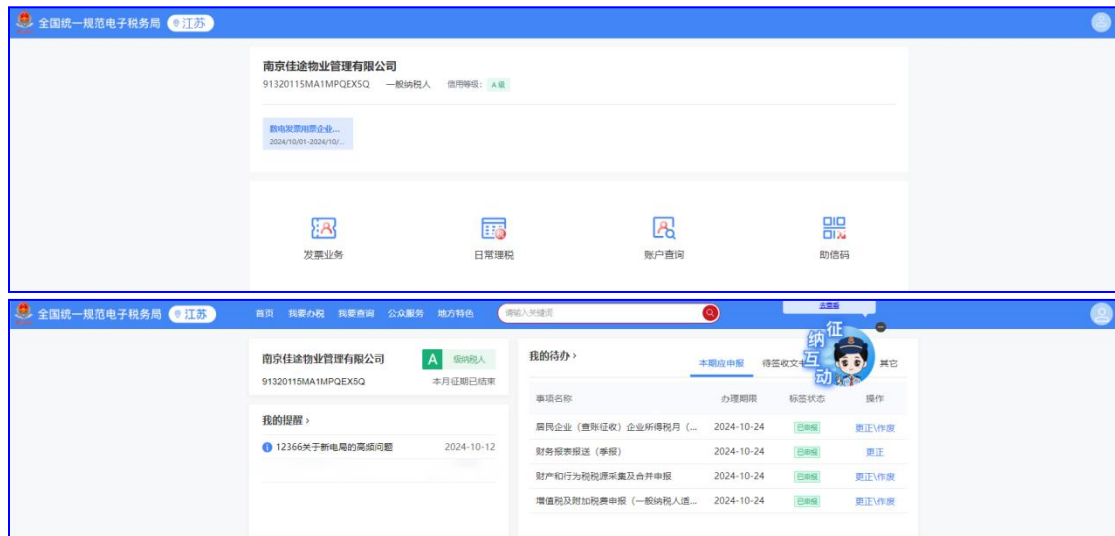 全国统一规范电子税务局 江苏
南京佳途物业管理有限公司
91320115MA1MPQEX5Q 一般纳税人 信用等级: A级
数电发票用票企业...
2024/10/01-2024/10/...
发票业务 日常理税 账户查询 助信码
全国统一规范电子税务局 江苏 首页 我要办税 我要查询 公众服务 地方特色 请输入关键词 去查看
征纳互动
南京佳途物业管理有限公司 A 级纳税人
91320115MA1MPQEX5Q 本月征期已结束
我的提醒 ›
12366关于新电局的高频问题 2024-10-12
我的待办 › 本期应申报 待签收文书 其它
事项名称 办理期限 标签状态 操作
居民企业（查账征收）企业所得税月（... 2024-10-24 已申报 更正\作废
财务报表报送（季报） 2024-10-24 已申报 更正
财产和行为税税源采集及合并申报 2024-10-24 已申报 更正\作废
增值税及附加税费申报（一般纳税人适... 2024-10-24 已申报 更正\作废